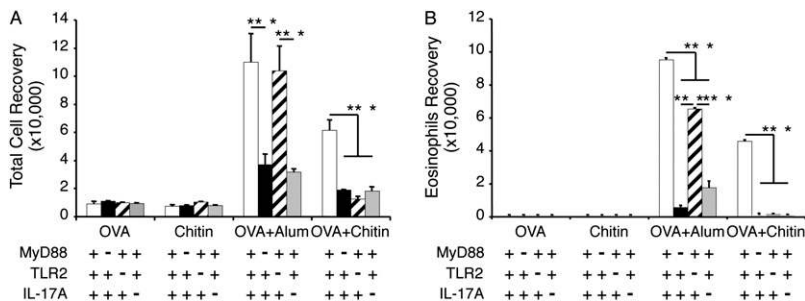 A
B
Total Cell Recovery
(x10,000)
14
12
10
8
6
4
2
0
** *
** *
** *
OVA
Chitin
OVA+Alum
OVA+Chitin
MyD88
+ - + +
+ - + +
+ - + +
+ - + +
TLR2
+ + - +
+ + - +
+ + - +
+ + - +
IL-17A
+ + + -
+ + + -
+ + + -
+ + + -
Eosinophils Recovery
(x10,000)
12
10
8
6
4
2
0
** *
** *** *
** *
OVA
Chitin
OVA+Alum
OVA+Chitin
MyD88
+ - + +
+ - + +
+ - + +
+ - + +
TLR2
+ + - +
+ + - +
+ + - +
+ + - +
IL-17A
+ + + -
+ + + -
+ + + -
+ + + -